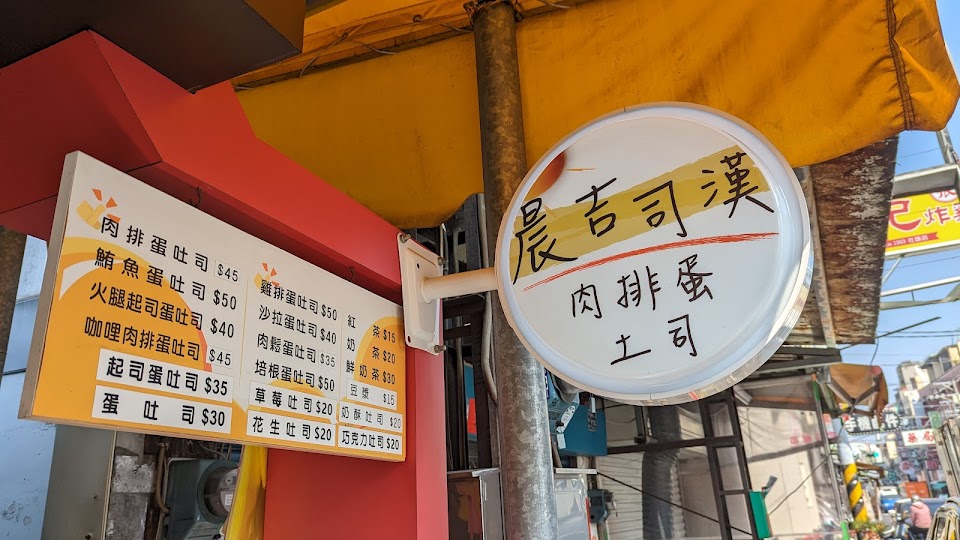 肉排蛋吐司 $45
鮪魚蛋吐司 $50
火腿起司蛋吐司 $40
咖哩肉排蛋吐司 $45
起司蛋吐司 $35
蛋吐司 $30
雞排蛋吐司 $50
沙拉蛋吐司 $40
肉鬆蛋吐司 $35
培根蛋吐司 $50
草莓吐司 $20
花生吐司 $20
紅茶 $15
奶茶 $20
鮮奶茶 $30
豆漿 $15
奶酥吐司 $20
巧克力吐司 $20
晨吉司漢
肉排蛋
土司
炸雞